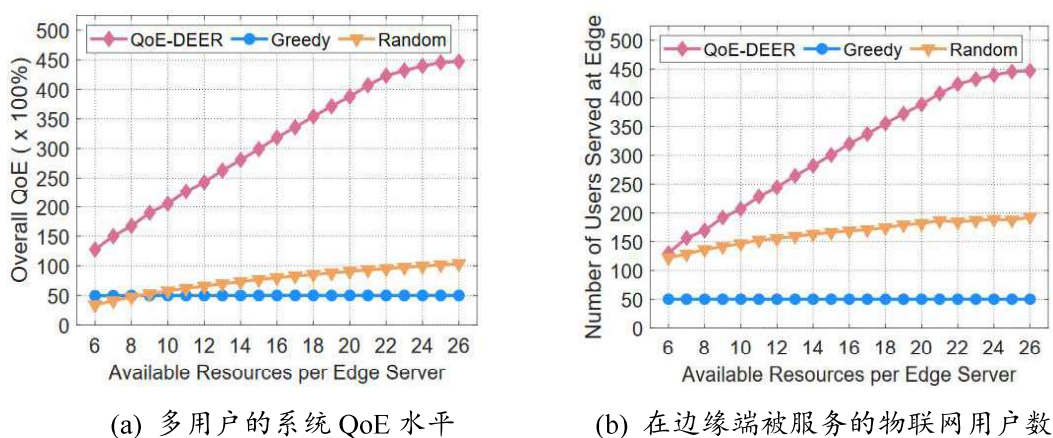 Overall QoE ( x 100%)
500
450
400
350
300
250
200
150
100
50
0
QoE-DEER Greedy Random
6 8 10 12 14 16 18 20 22 24 26
Available Resources per Edge Server
(a) 多用户的系统 QoE 水平
Number of Users Served at Edge
500
450
400
350
300
250
200
150
100
50
0
QoE-DEER Greedy Random
6 8 10 12 14 16 18 20 22 24 26
Available Resources per Edge Server
(b) 在边缘端被服务的物联网用户数